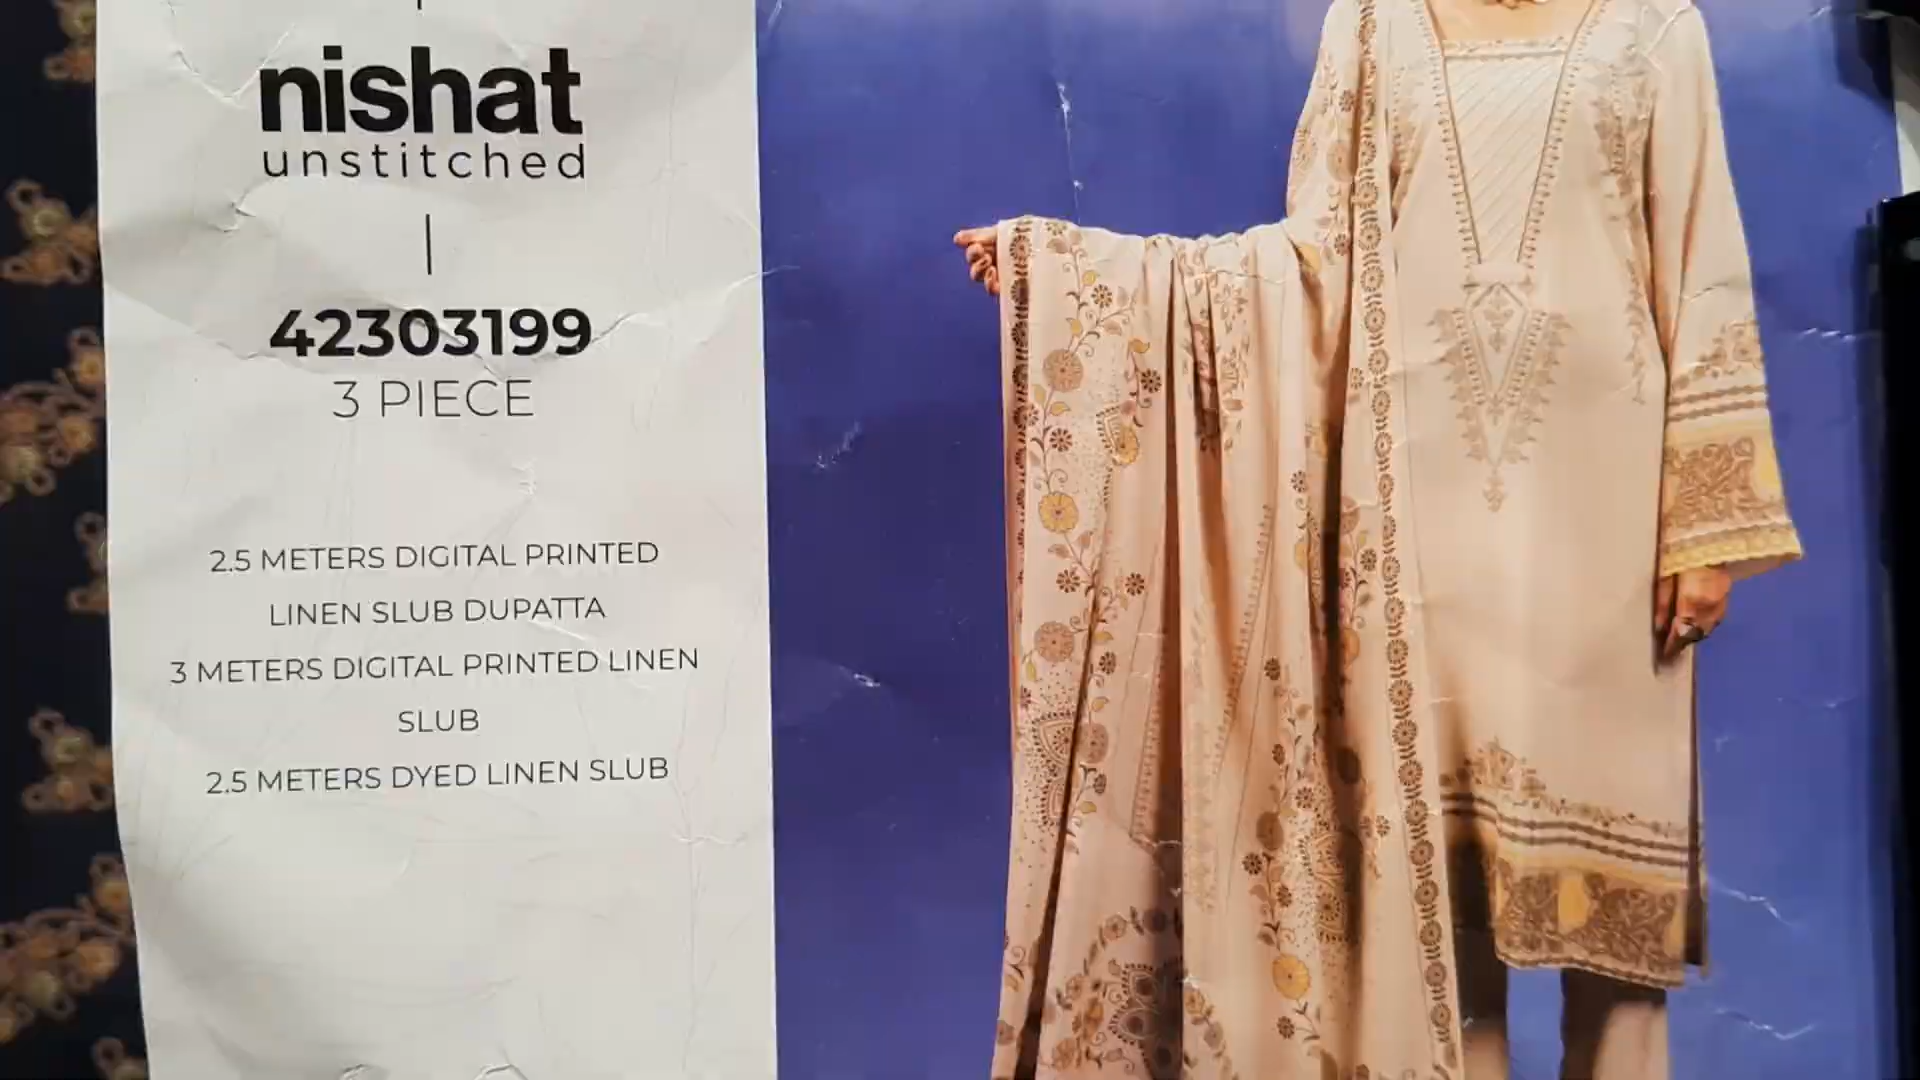 nishat
unstitched
42303199
3 PIECE
2.5 METERS DIGITAL PRINTED
LINEN SLUB DUPATTA
3 METERS DIGITAL PRINTED LINEN
SLUB
2.5 METERS DYED LINEN SLUB